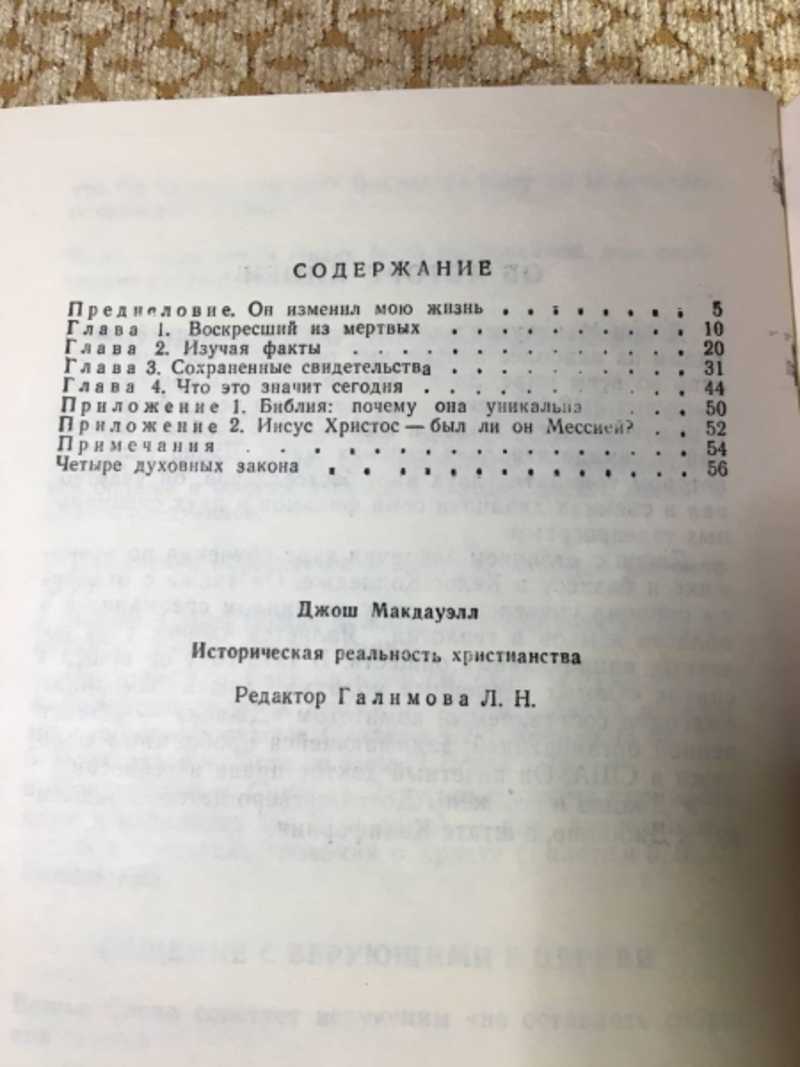 СОДЕРЖАНИЕ
Предисловие. Он изменил мою жизнь . . . . . . . . 5
Глава 1. Воскресший из мертвых . . . . . . . . . . 10
Глава 2. Изучая факты . . . . . . . . . . . . . . 20
Глава 3. Сохраненные свидетельства . . . . . . . . . 31
Глава 4. Что это значит сегодня . . . . . . . . . . 44
Приложение 1. Библия: почему она уникальна . . . 50
Приложение 2. Иисус Христос — был ли он Мессией? . . 52
Примечания . . . . . . . . . . . . . . . . 54
Четыре духовных закона . . . . . . . . . . . . . 56
Джош Макдауэлл
Историческая реальность христианства
Редактор Галимова Л. Н.